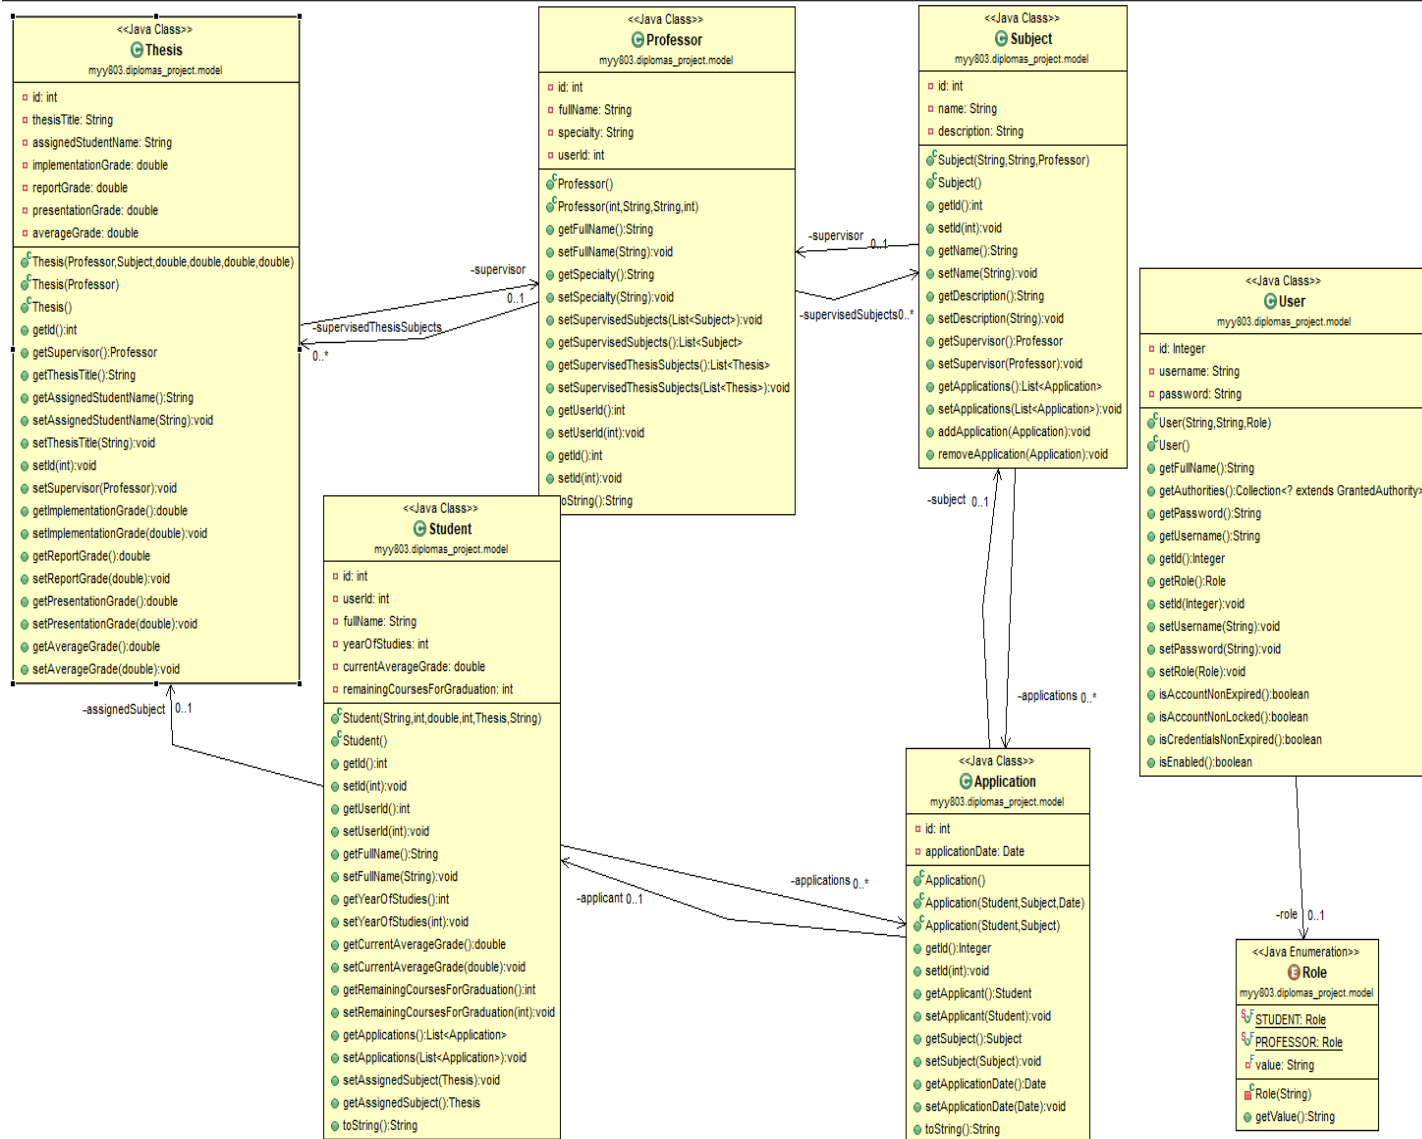 <<Java Class>>
Thesis
myy803.diplomas_project.model
id: int
thesisTitle: String
assignedStudentName: String
implementationGrade: double
reportGrade: double
presentationGrade: double
averageGrade: double
Thesis(Professor,Subject,double,double,double,double)
Thesis(Professor)
Thesis()
getId():int
getSupervisor():Professor
getThesisTitle():String
getAssignedStudentName():String
setAssignedStudentName(String):void
setThesisTitle(String):void
setId(int):void
setSupervisor(Professor):void
getImplementationGrade():double
setImplementationGrade(double):void
getReportGrade():double
setReportGrade(double):void
getPresentationGrade():double
setPresentationGrade(double):void
getAverageGrade():double
setAverageGrade(double):void
-supervisor
0..1
-supervisedThesisSubjects
0..*
<<Java Class>>
Professor
myy803.diplomas_project.model
id: int
fullName: String
specialty: String
userId: int
Professor()
Professor(int,String,String,int)
getFullName():String
setFullName(String):void
getSpecialty():String
setSpecialty(String):void
setSupervisedSubjects(List<Subject>):void
getSupervisedSubjects():List<Subject>
getSupervisedThesisSubjects():List<Thesis>
setSupervisedThesisSubjects(List<Thesis>):void
getUserId():int
setUserId(int):void
getId():int
setId(int):void
toString():String
-supervisor
0..1
-supervisedSubjects0..*
<<Java Class>>
Subject
myy803.diplomas_project.model
id: int
name: String
description: String
Subject(String,String,Professor)
Subject()
getId():int
setId(int):void
getName():String
setName(String):void
getDescription():String
setDescription(String):void
getSupervisor():Professor
setSupervisor(Professor):void
getApplications():List<Application>
setApplications(List<Application>):void
addApplication(Application):void
removeApplication(Application):void
<<Java Class>>
User
myy803.diplomas_project.model
id: Integer
username: String
password: String
User(String,String,Role)
User()
getFullName():String
getAuthorities():Collection<? extends GrantedAuthority>
getPassword():String
getUsername():String
getId():Integer
getRole():Role
setId(Integer):void
setUsername(String):void
setPassword(String):void
setRole(Role):void
isAccountNonExpired():boolean
isAccountNonLocked():boolean
isCredentialsNonExpired():boolean
isEnabled():boolean
-subject 0..1
-applications 0..*
-assignedSubject 0..1
<<Java Class>>
Student
myy803.diplomas_project.model
id: int
userId: int
fullName: String
yearOfStudies: int
currentAverageGrade: double
remainingCoursesForGraduation: int
Student(String,int,double,int,Thesis,String)
Student()
getId():int
setId(int):void
getUserId():int
setUserId(int):void
getFullName():String
setFullName(String):void
getYearOfStudies():int
setYearOfStudies(int):void
getCurrentAverageGrade():double
setCurrentAverageGrade(double):void
getRemainingCoursesForGraduation():int
setRemainingCoursesForGraduation(int):void
getApplications():List<Application>
setApplications(List<Application>):void
setAssignedSubject(Thesis):void
getAssignedSubject():Thesis
toString():String
-applications 0..*
-applicant 0..1
<<Java Class>>
Application
myy803.diplomas_project.model
id: int
applicationDate: Date
Application()
Application(Student,Subject,Date)
Application(Student,Subject)
getId():Integer
setId(int):void
getApplicant():Student
setApplicant(Student):void
getSubject():Subject
setSubject(Subject):void
getApplicationDate():Date
setApplicationDate(Date):void
toString():String
-role 0..1
<<Java Enumeration>>
Role
myy803.diplomas_project.model
STUDENT: Role
PROFESSOR: Role
value: String
Role(String)
getValue():String